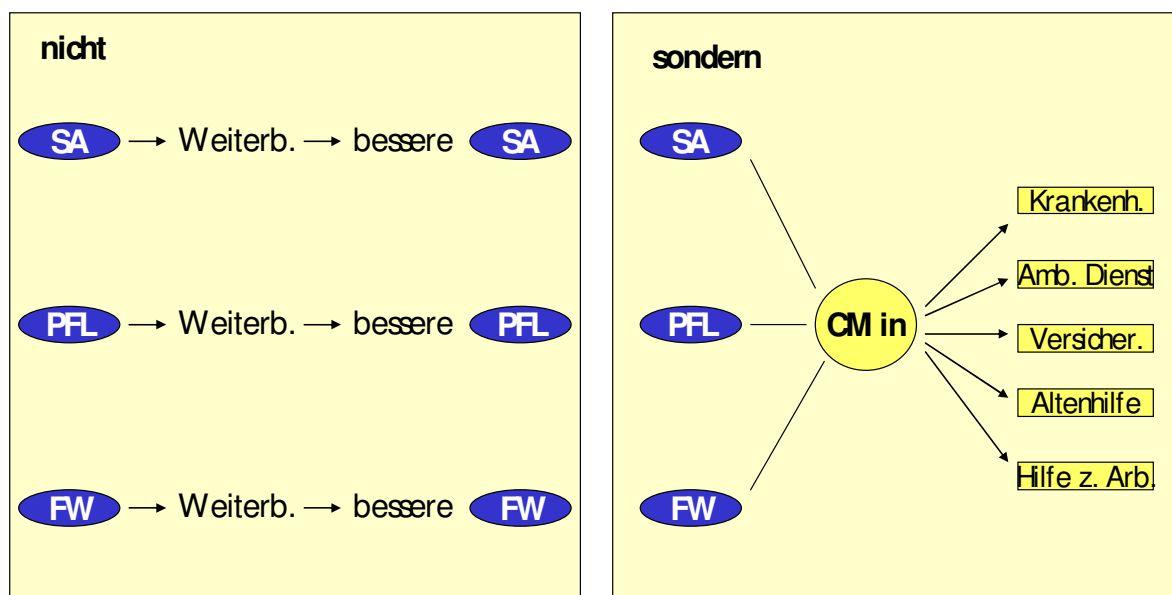 nicht
SA Weiterb. bessere SA
PFL Weiterb. bessere PFL
FW Weiterb. bessere FW
sondern
SA
PFL
FW
CM in
Krankenh.
Amb. Dienst
Versicher.
Altenhilfe
Hilfe z. Arb.